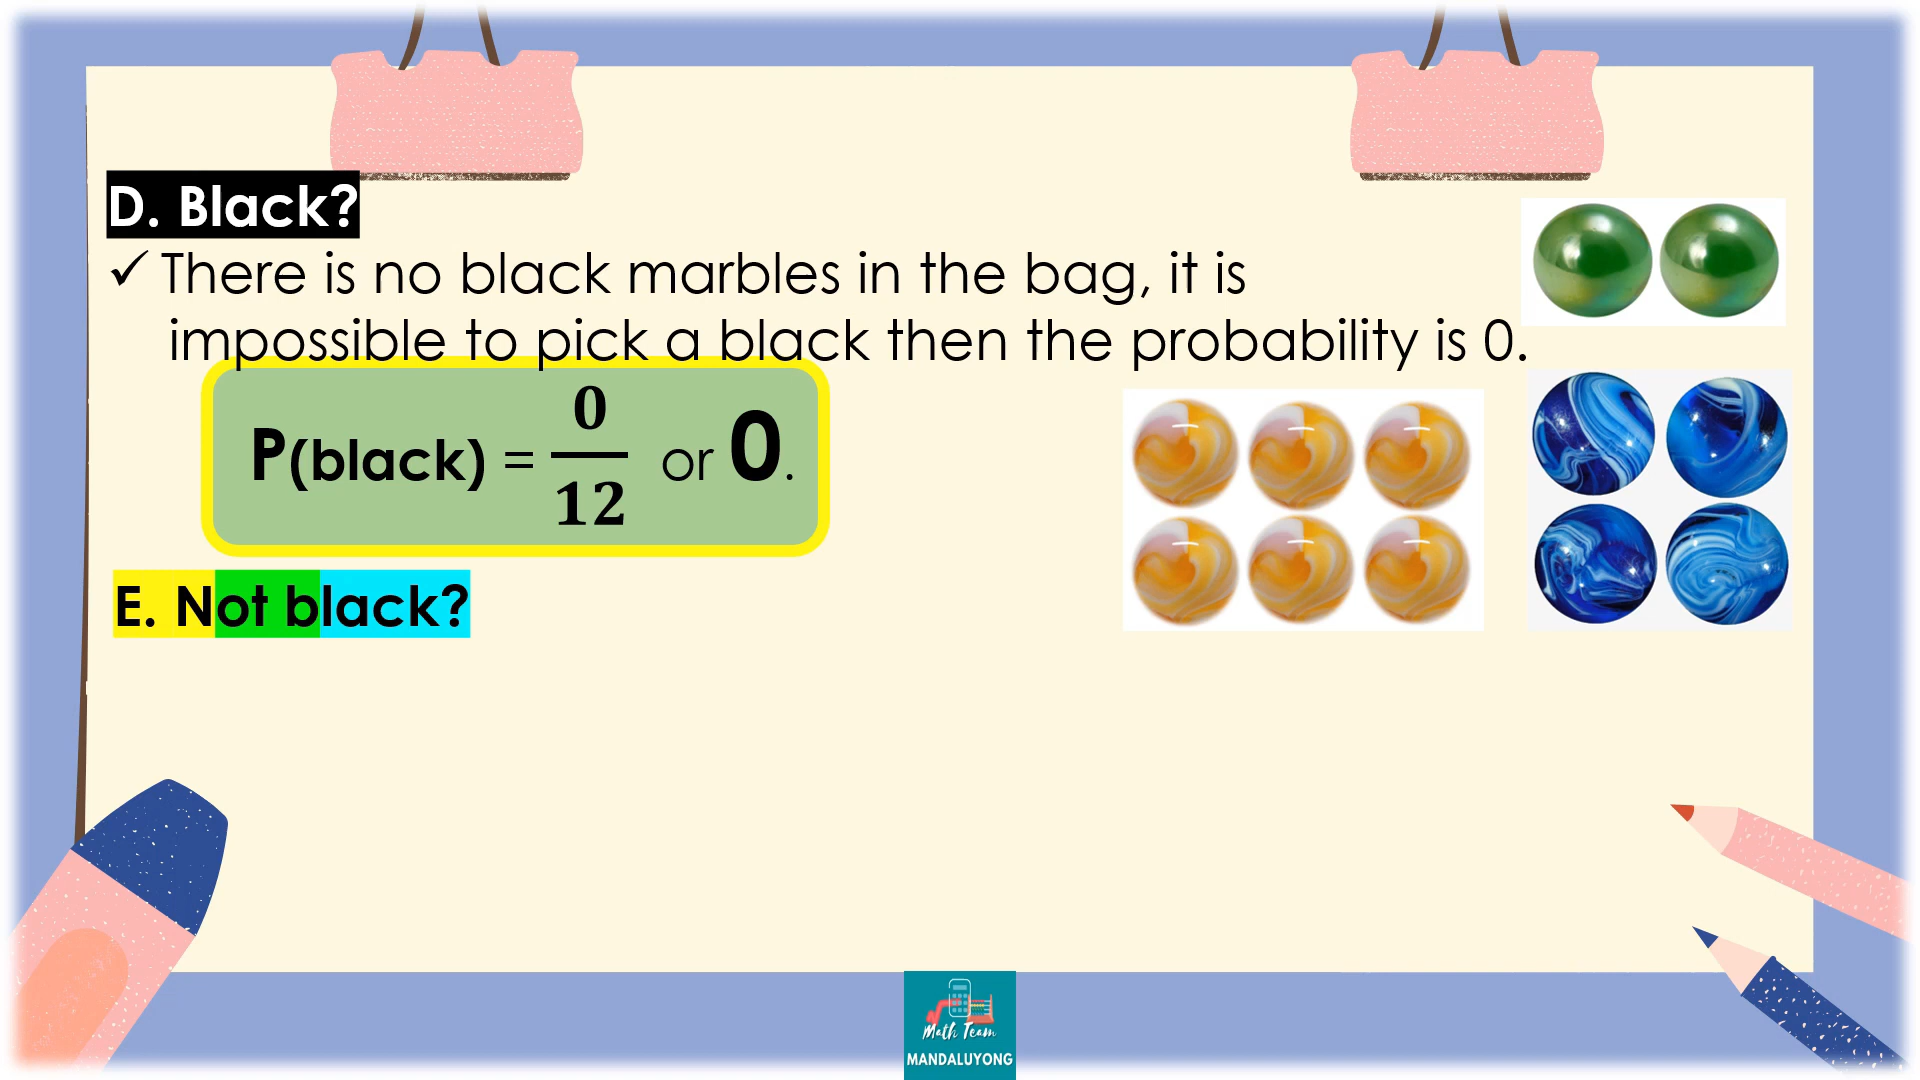 D. Black?
✓ There is no black marbles in the bag, it is
impossible to pick a black then the probability is 0.
P(black) = 0/12 or 0.
E. Not black?
Math Team
MANDALUYONG